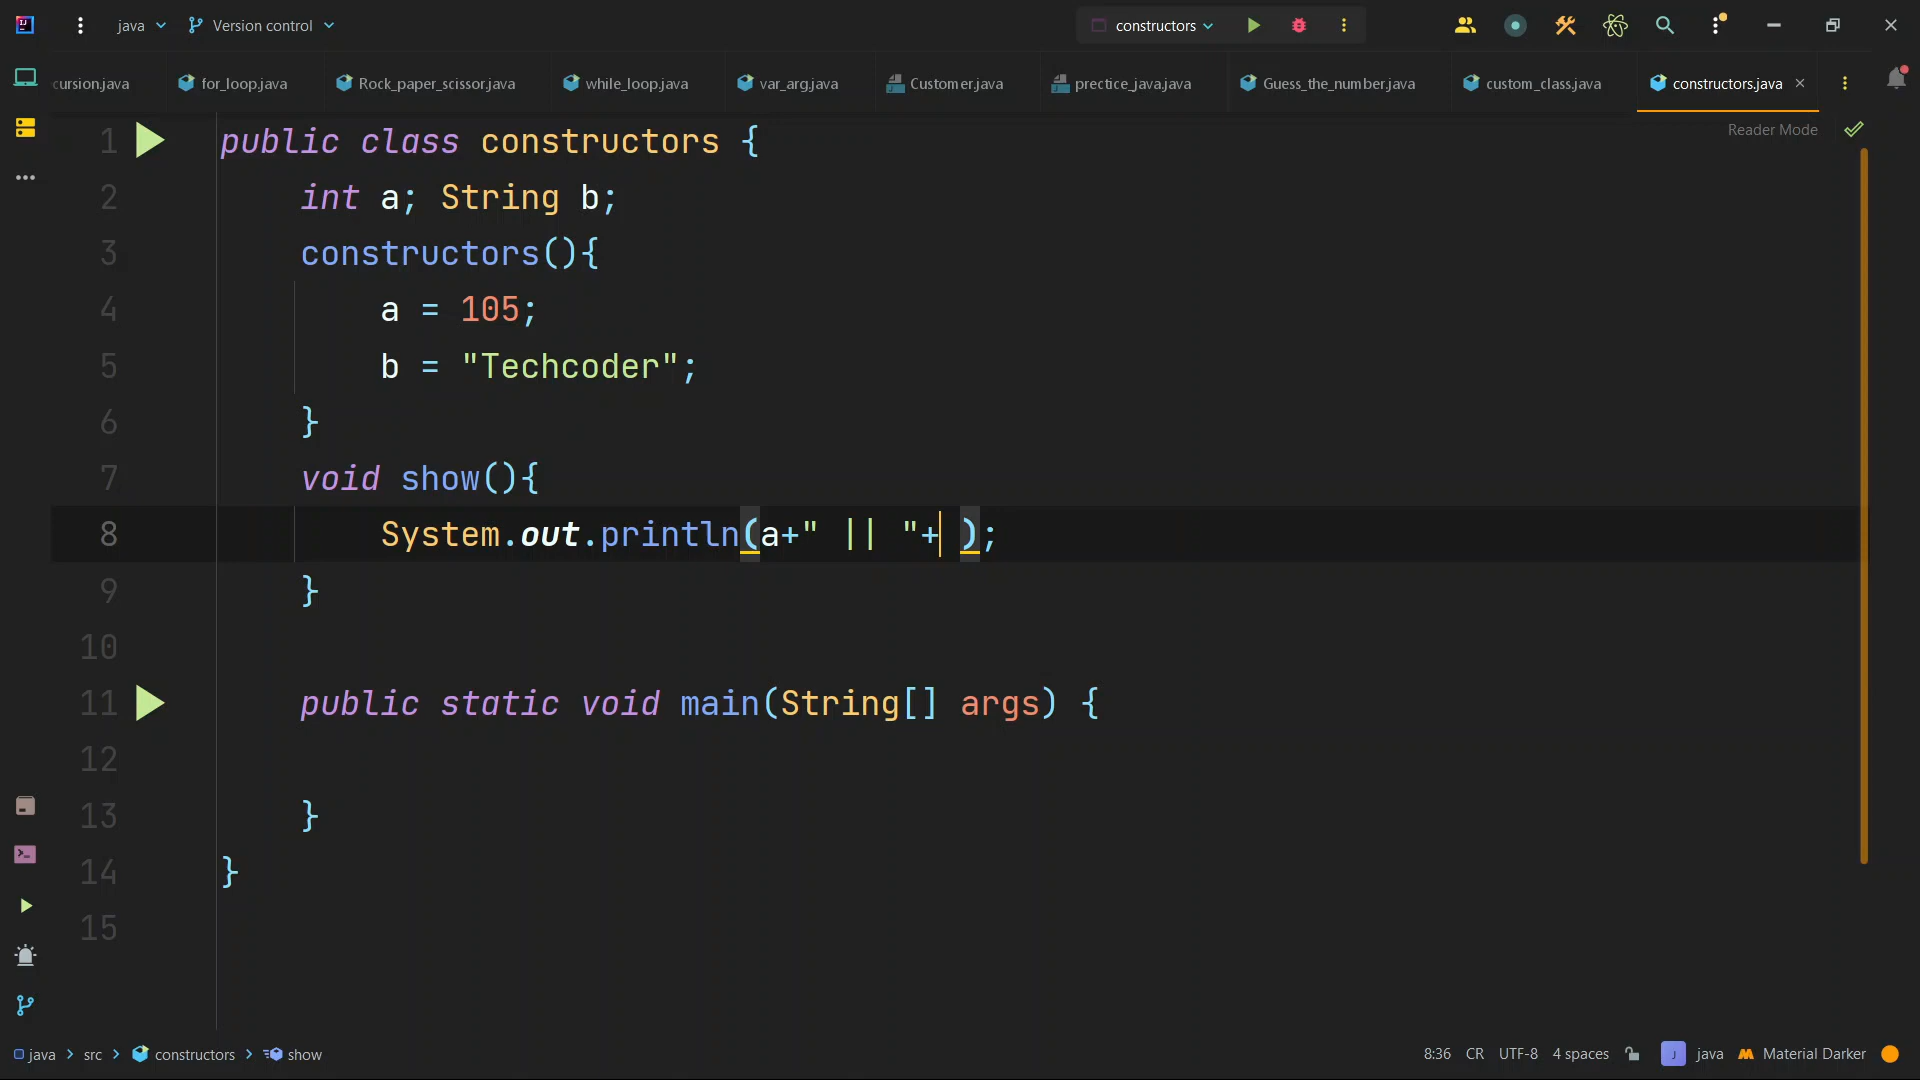 java Version control constructors
cursion.java for_loop.java Rock_paper_scissor.java while_loop.java var_arg.java Customer.java prectice_java.java Guess_the_number.java custom_class.java constructors.java
Reader Mode
1 public class constructors {
2 int a; String b;
3 constructors(){
4 a = 105;
5 b = "Techcoder";
6 }
7 void show(){
8 System.out.println(a+" || "+ );
9 }
10
11 public static void main(String[] args) {
12
13 }
14 }
15
java > src > constructors > show 8:36 CR UTF-8 4 spaces java Material Darker